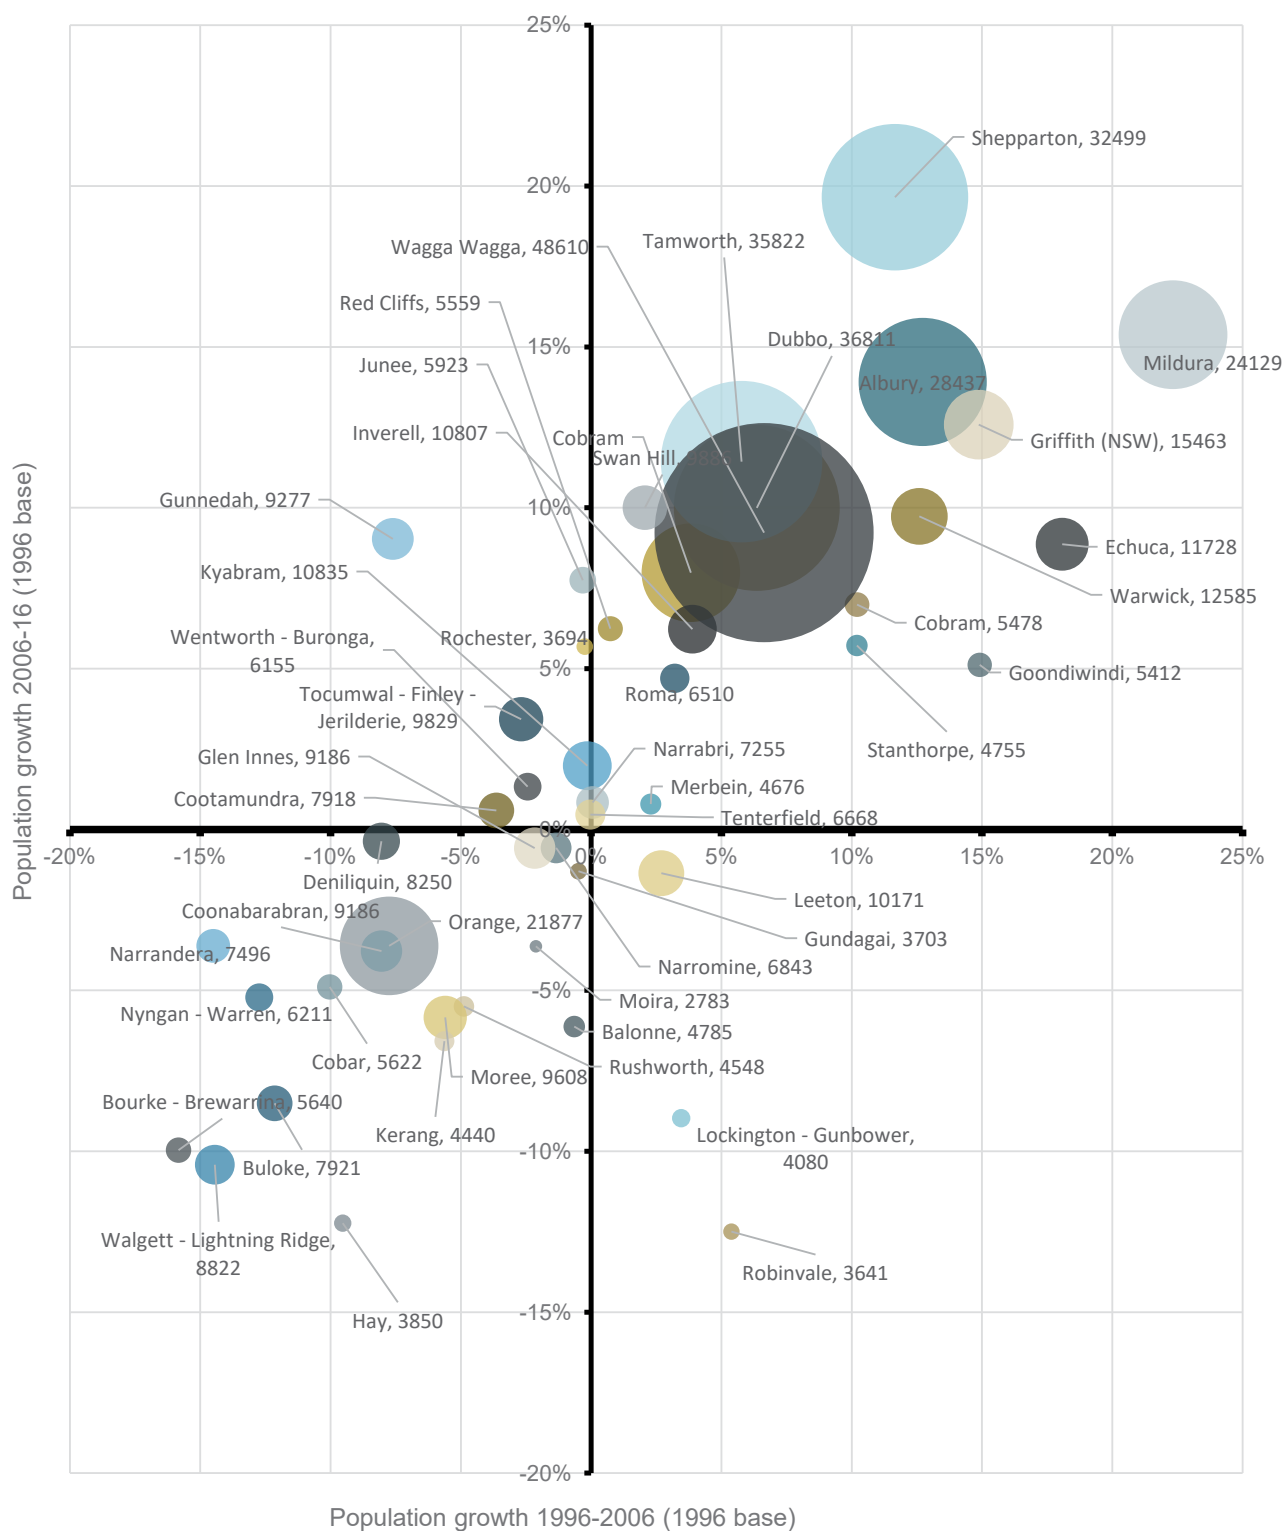 25%
Shepparton, 32499
20%
Wagga Wagga, 48610
Tamworth, 35822
Red Cliffs, 5559
Dubbo, 36811
15%
Junee, 5923
Mildura, 24129
Albury, 28437
Inverell, 10807
Cobram
Griffith (NSW), 15463
Swan Hill, 9886
Gunnedah, 9277
10%
Echuca, 11728
Kyabram, 10835
Warwick, 12585
Cobram, 5478
Wentworth - Buronga,
6155
Rochester, 3694
5%
Goondiwindi, 5412
Roma, 6510
Tocumwal - Finley -
Jerilderie, 9829
Narrabri, 7255
Stanthorpe, 4755
Glen Innes, 9186
Merbein, 4676
Cootamundra, 7918
Tenterfield, 6668
0%
-20%
-15%
-10%
-5%
0%
5%
10%
15%
20%
25%
Deniliquin, 8250
Leeton, 10171
Coonabarabran, 9186
Orange, 21877
Gundagai, 3703
Narrandera, 7496
Narromine, 6843
-5%
Moira, 2783
Nyngan - Warren, 6211
Balonne, 4785
Cobar, 5622
Rushworth, 4548
Moree, 9608
Bourke - Brewarrina, 5640
Kerang, 4440
Lockington - Gunbower,
4080
-10%
Buloke, 7921
Walgett - Lightning Ridge,
8822
Robinvale, 3641
-15%
Hay, 3850
-20%
Population growth 2006-16 (1996 base)
Population growth 1996-2006 (1996 base)